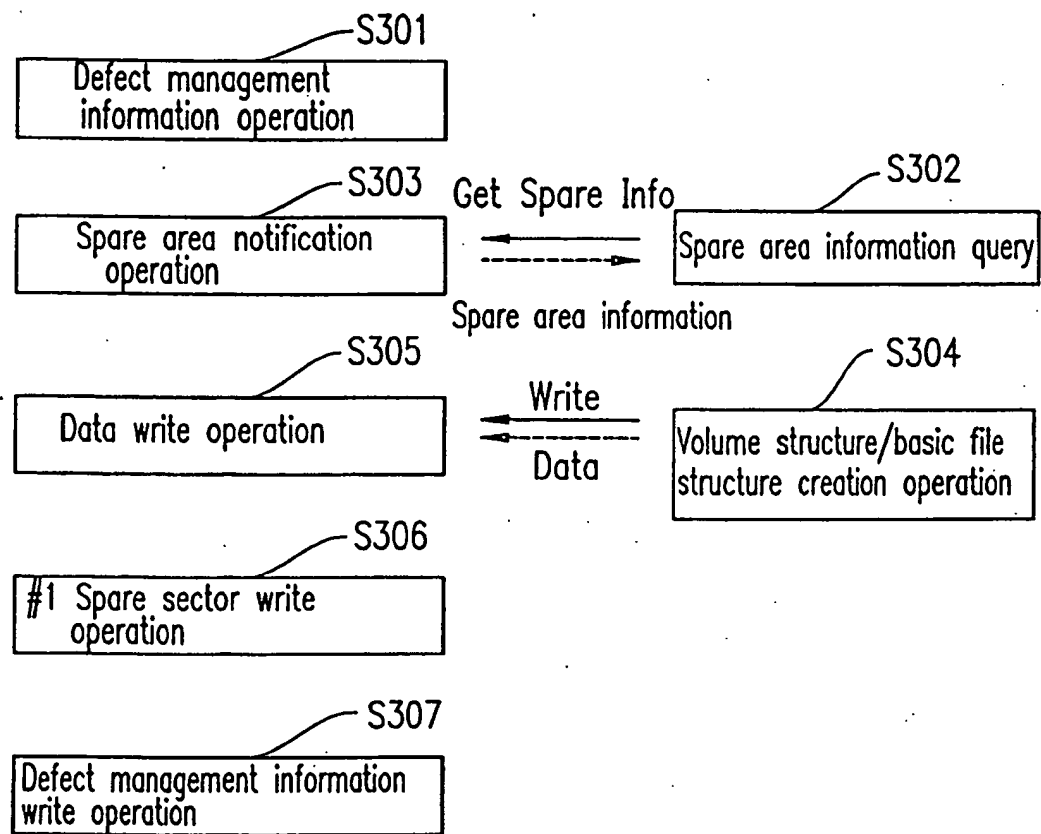 S301
Defect management
information operation
S303
Spare area notification
operation
Get Spare Info
Spare area information
S302
Spare area information query
S305
Data write operation
Write
Data
S304
Volume structure/basic file
structure creation operation
S306
#1 Spare sector write
operation
S307
Defect management information
write operation